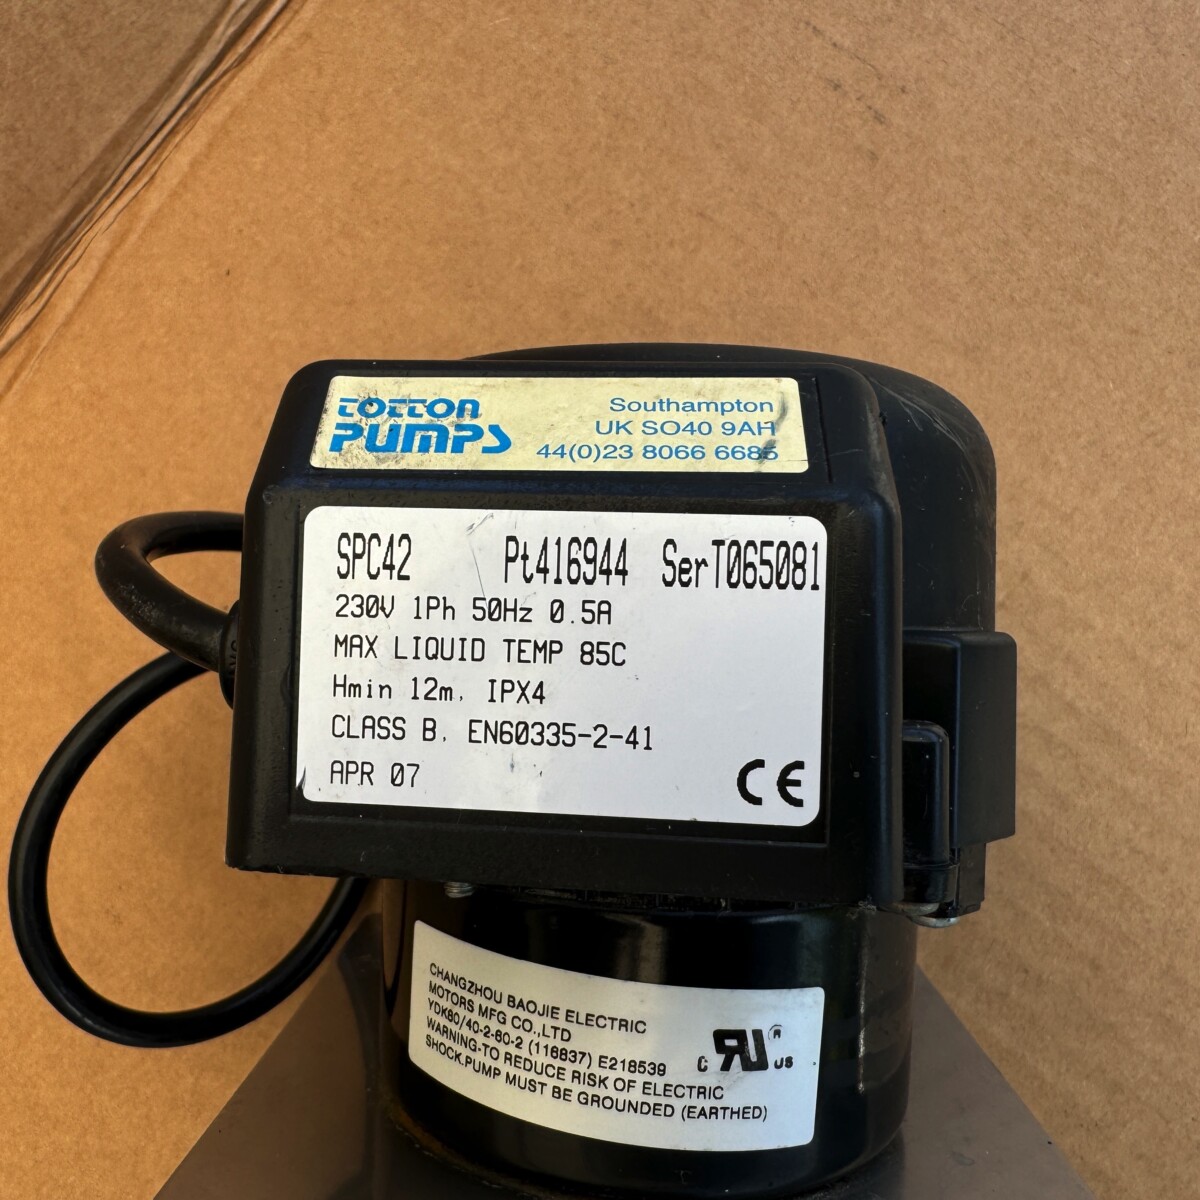 TOTTON
PUMPS
Southampton
UK SO40 9AH
44(0)23 8066 6685
SPC42 Pt416944 SerT065081
230V 1Ph 50Hz 0.5A
MAX LIQUID TEMP 85C
Hmin 12m, IPX4
CLASS B, EN60335-2-41
APR 07
CE
CHANGZHOU BAOJIE ELECTRIC
MOTORS MFG CO.,LTD
YDK80/40-2-60-2 (116837) E218539
WARNING-TO REDUCE RISK OF ELECTRIC
SHOCK.PUMP MUST BE GROUNDED (EARTHED)
C RU US